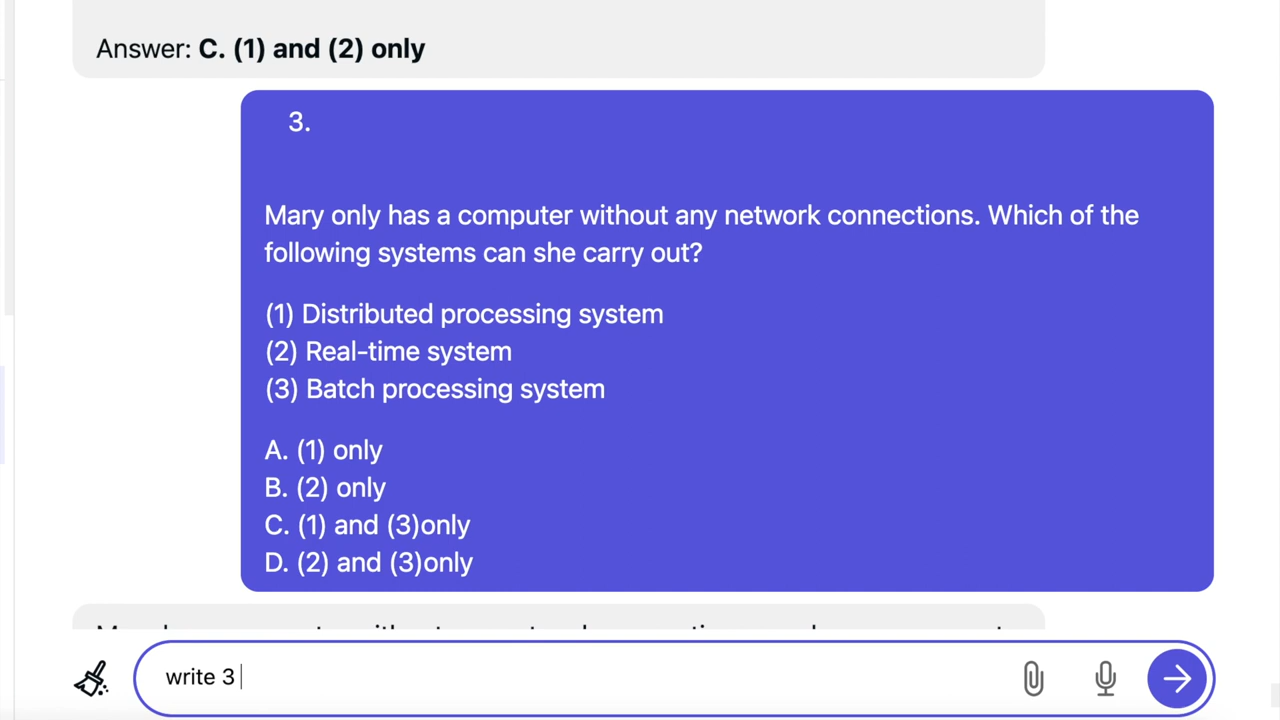 Answer: C. (1) and (2) only
3.
Mary only has a computer without any network connections. Which of the
following systems can she carry out?
(1) Distributed processing system
(2) Real-time system
(3) Batch processing system
A. (1) only
B. (2) only
C. (1) and (3)only
D. (2) and (3)only
write 3